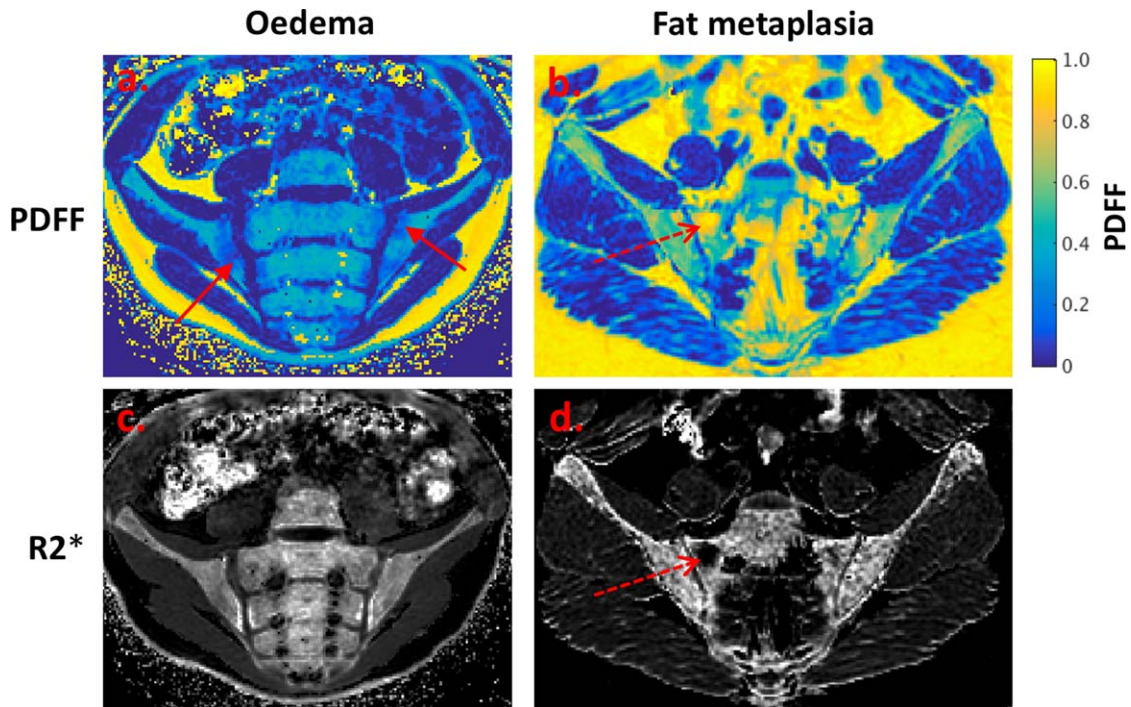 Oedema
Fat metaplasia
PDFF
a.
b.
1.0
0.8
0.6
0.4
0.2
0
PDFF
R2*
c.
d.